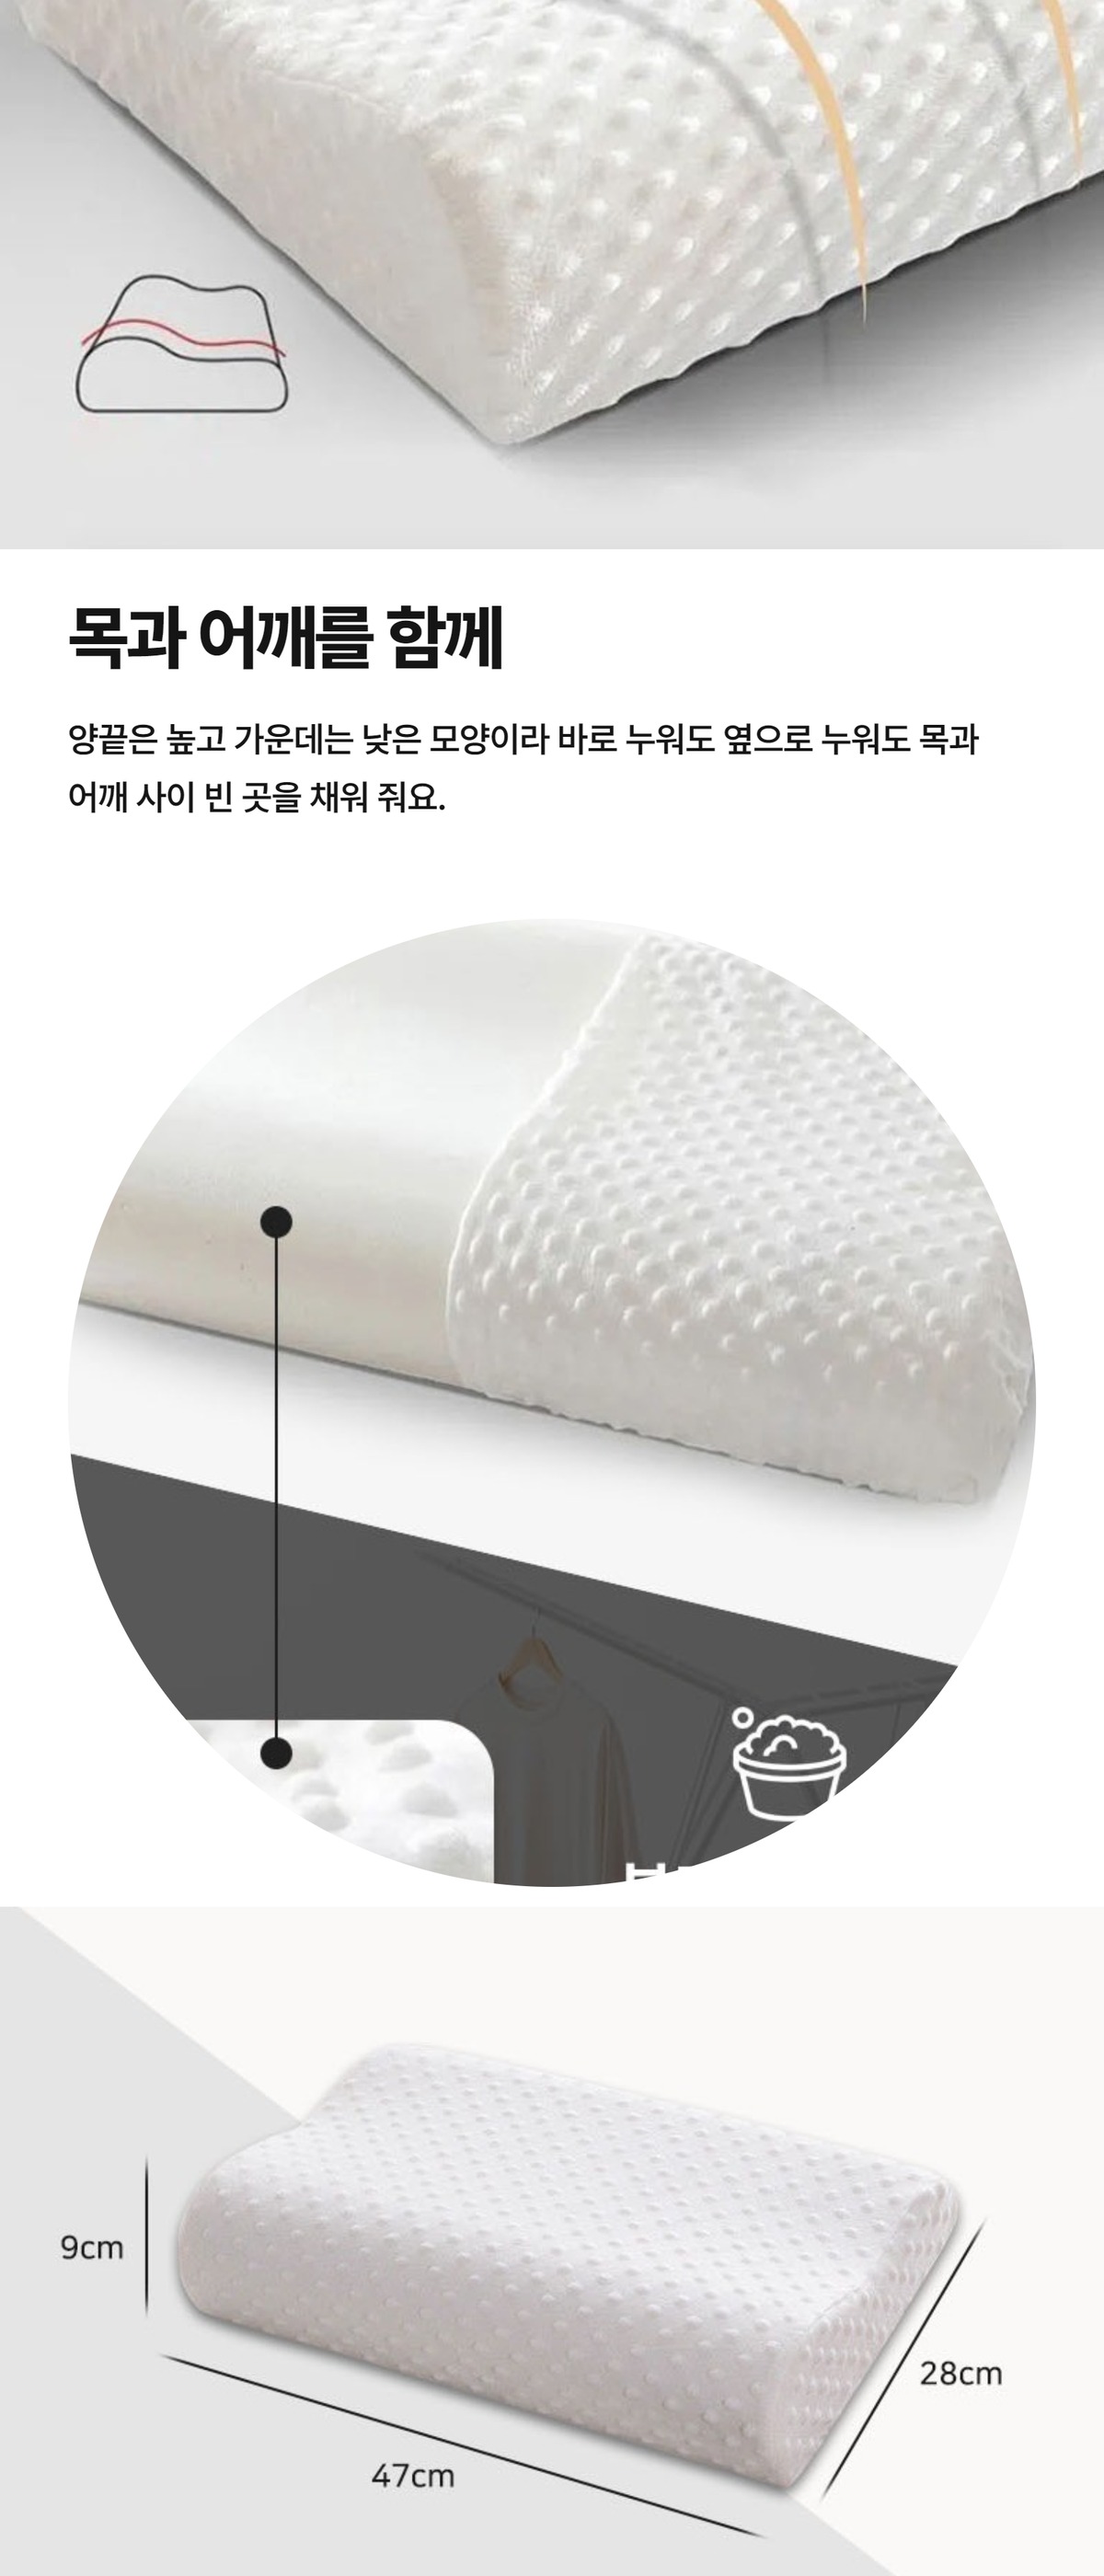 목과 어깨를 함께
양끝은 높고 가운데는 낮은 모양이라 바로 누워도 옆으로 누워도 목과
어깨 사이 빈 곳을 채워 줘요.
9cm
28cm
47cm